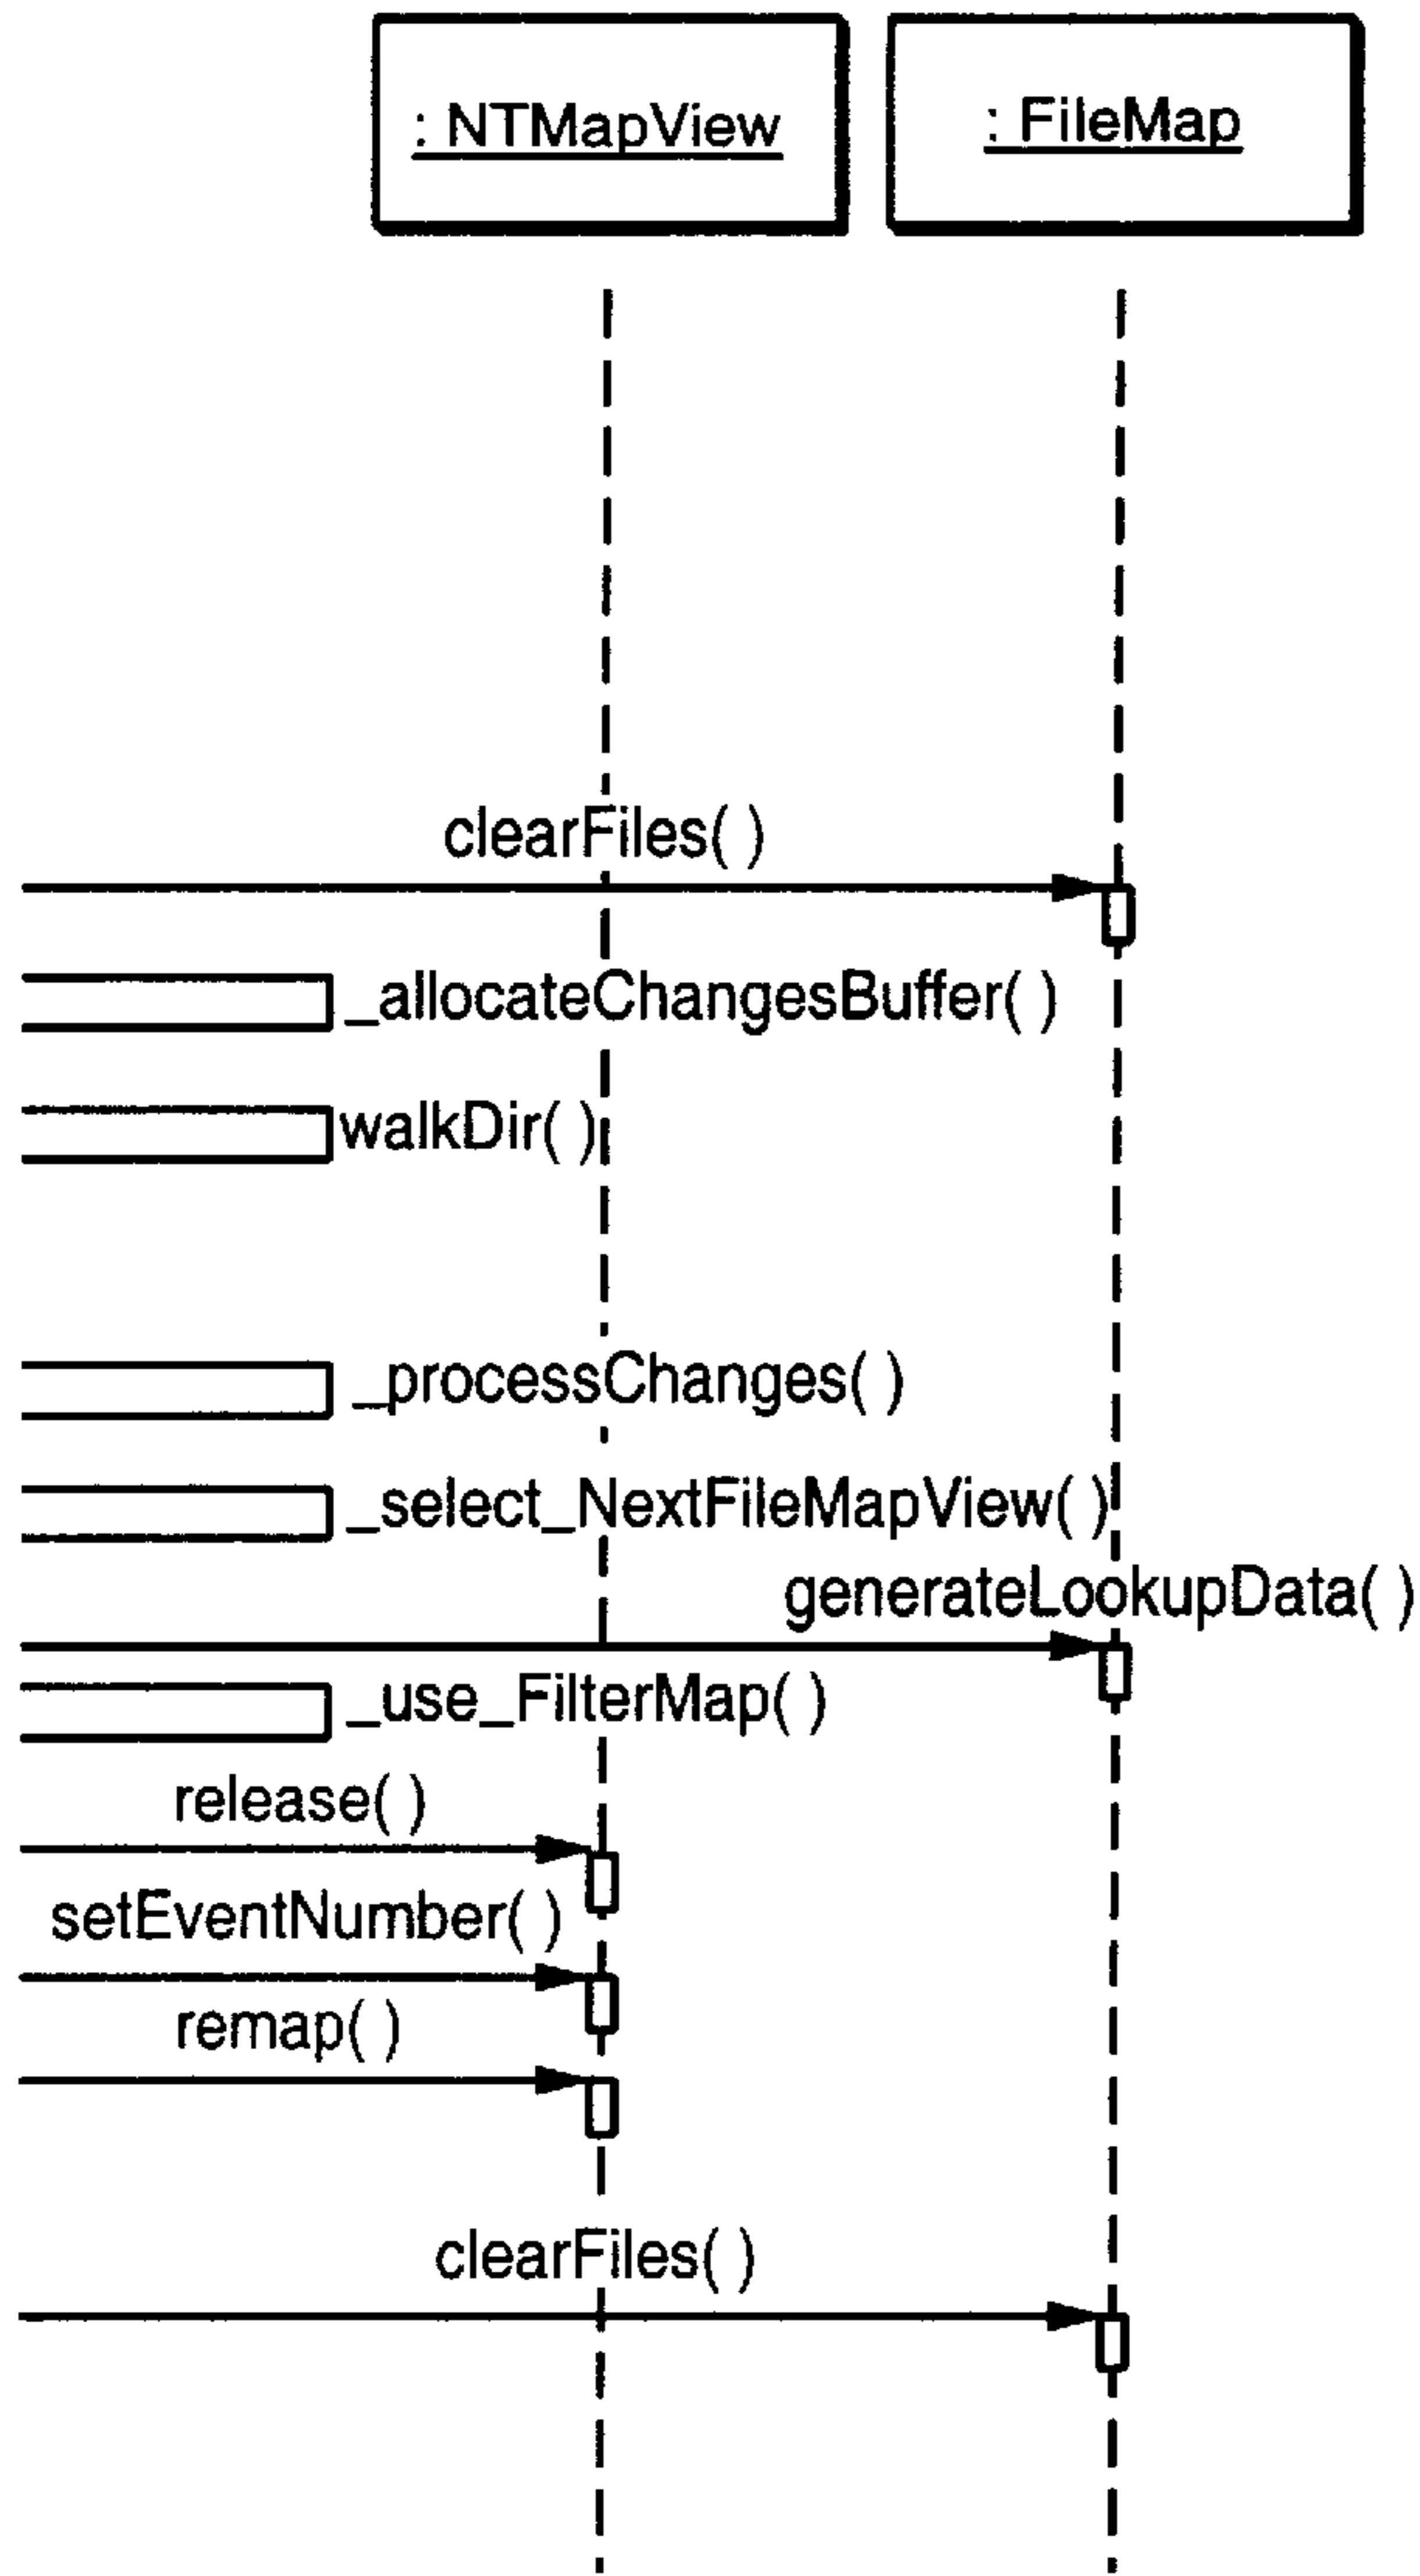 : NTMapView
: FileMap
clearFiles( )
_allocateChangesBuffer( )
walkDir( )
_processChanges( )
_select_NextFileMapView( )
generateLookupData( )
_use_FilterMap( )
release( )
setEventNumber( )
remap( )
clearFiles( )